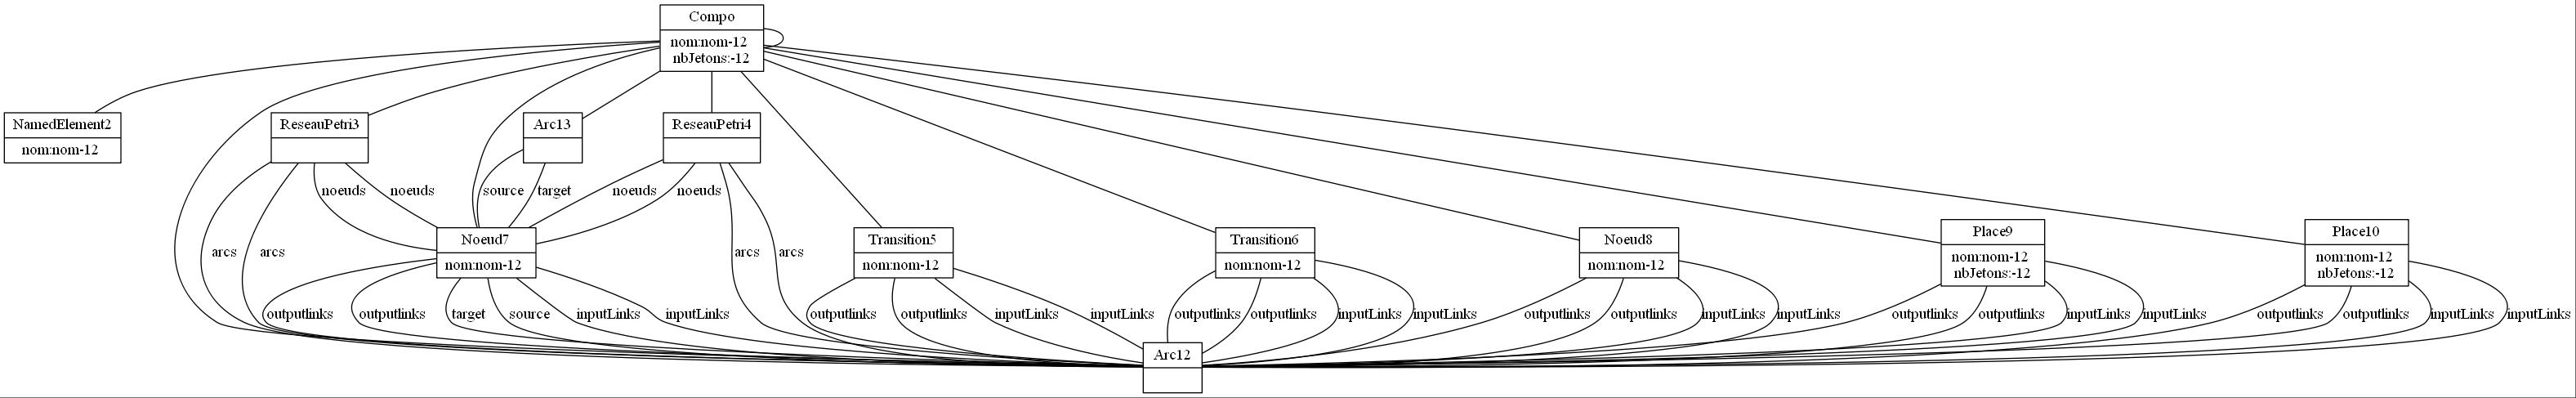 Compo
nom:nom-12
nbJetons:-12
NamedElement2
nom:nom-12
ReseauPetri3
Arc13
ReseauPetri4
noeuds
noeuds
source
target
noeuds
noeuds
arcs
arcs
Noeud7
nom:nom-12
arcs
arcs
Transition5
nom:nom-12
Transition6
nom:nom-12
Noeud8
nom:nom-12
Place9
nom:nom-12
nbJetons:-12
Place10
nom:nom-12
nbJetons:-12
outputlinks
outputlinks
target
source
inputLinks
inputLinks
outputlinks
outputlinks
inputLinks
inputLinks
outputlinks
outputlinks
inputLinks
inputLinks
outputlinks
outputlinks
inputLinks
inputLinks
outputlinks
outputlinks
inputLinks
inputLinks
outputlinks
outputlinks
inputLinks
inputLinks
Arc12